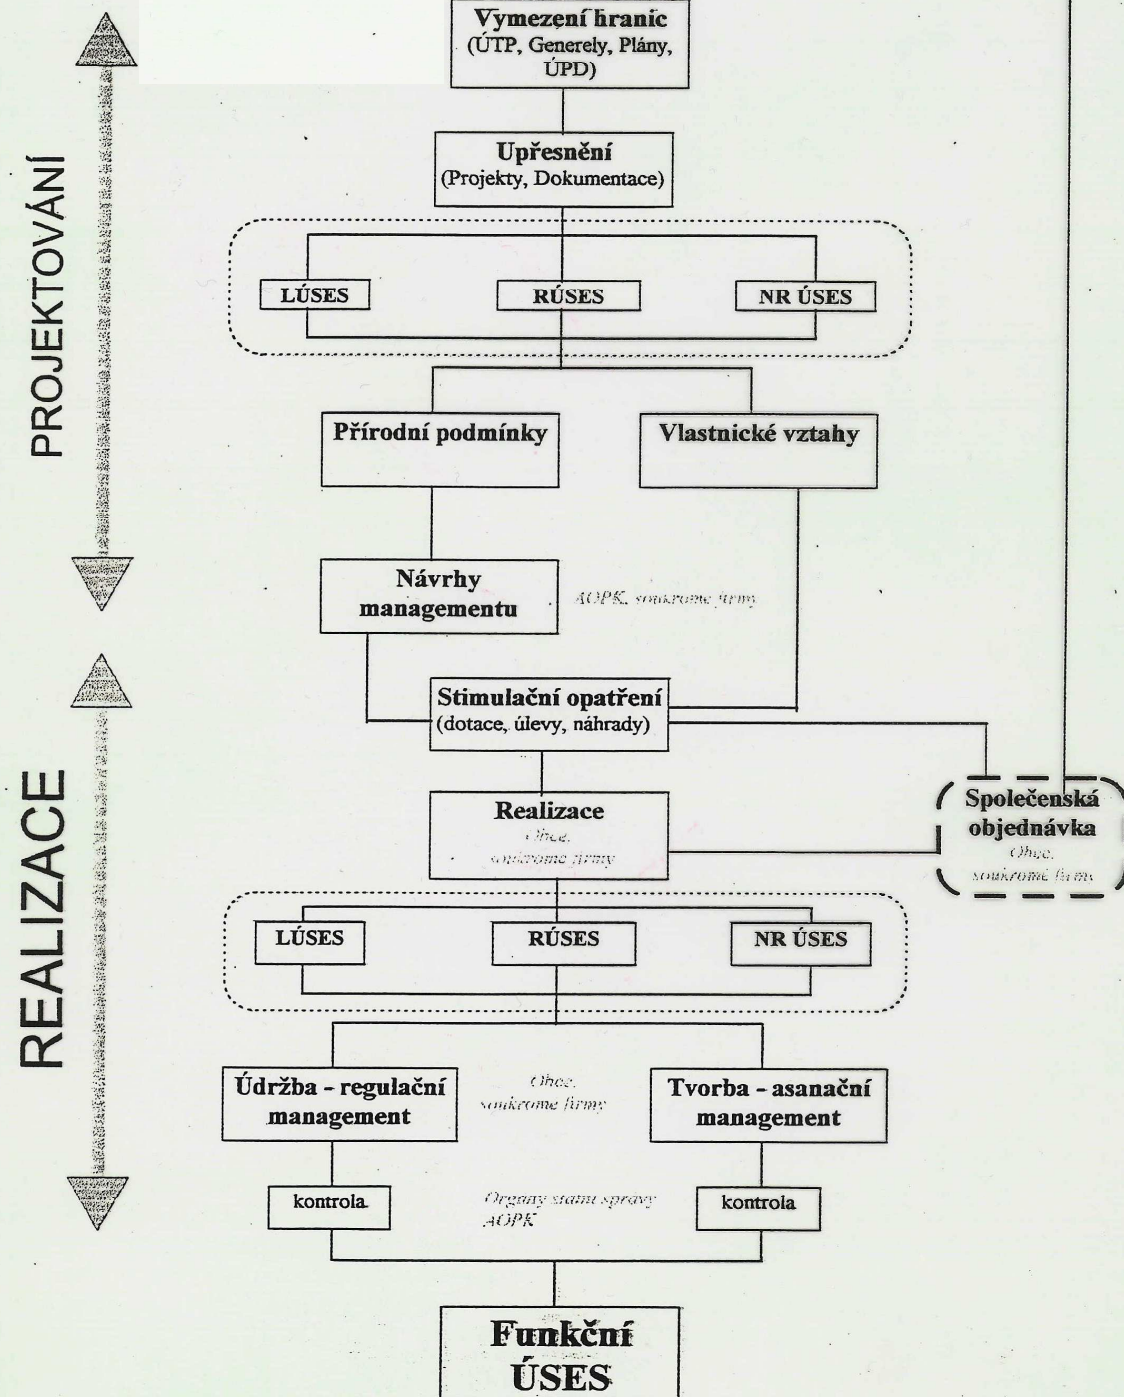 Vymezení hranic
(ÚTP, Generely, Plány,
ÚPD)
PROJEKTOVÁNÍ
Upřesnění
(Projekty, Dokumentace)
LÚSES
RÚSES
NR ÚSES
Přírodní podmínky
Vlastnické vztahy
Návrhy
managementu
AOPK, soukromé firmy
REALIZACE
Stimulační opatření
(dotace, úlevy, náhrady)
Realizace
Obce,
soukromé firmy
Společenská
objednávka
Obce,
soukromé firmy
LÚSES
RÚSES
NR ÚSES
Údržba - regulační
management
Obce,
soukromé firmy
Tvorba - asanační
management
kontrola
Orgány státní správy
AOPK
kontrola
Funkční
ÚSES